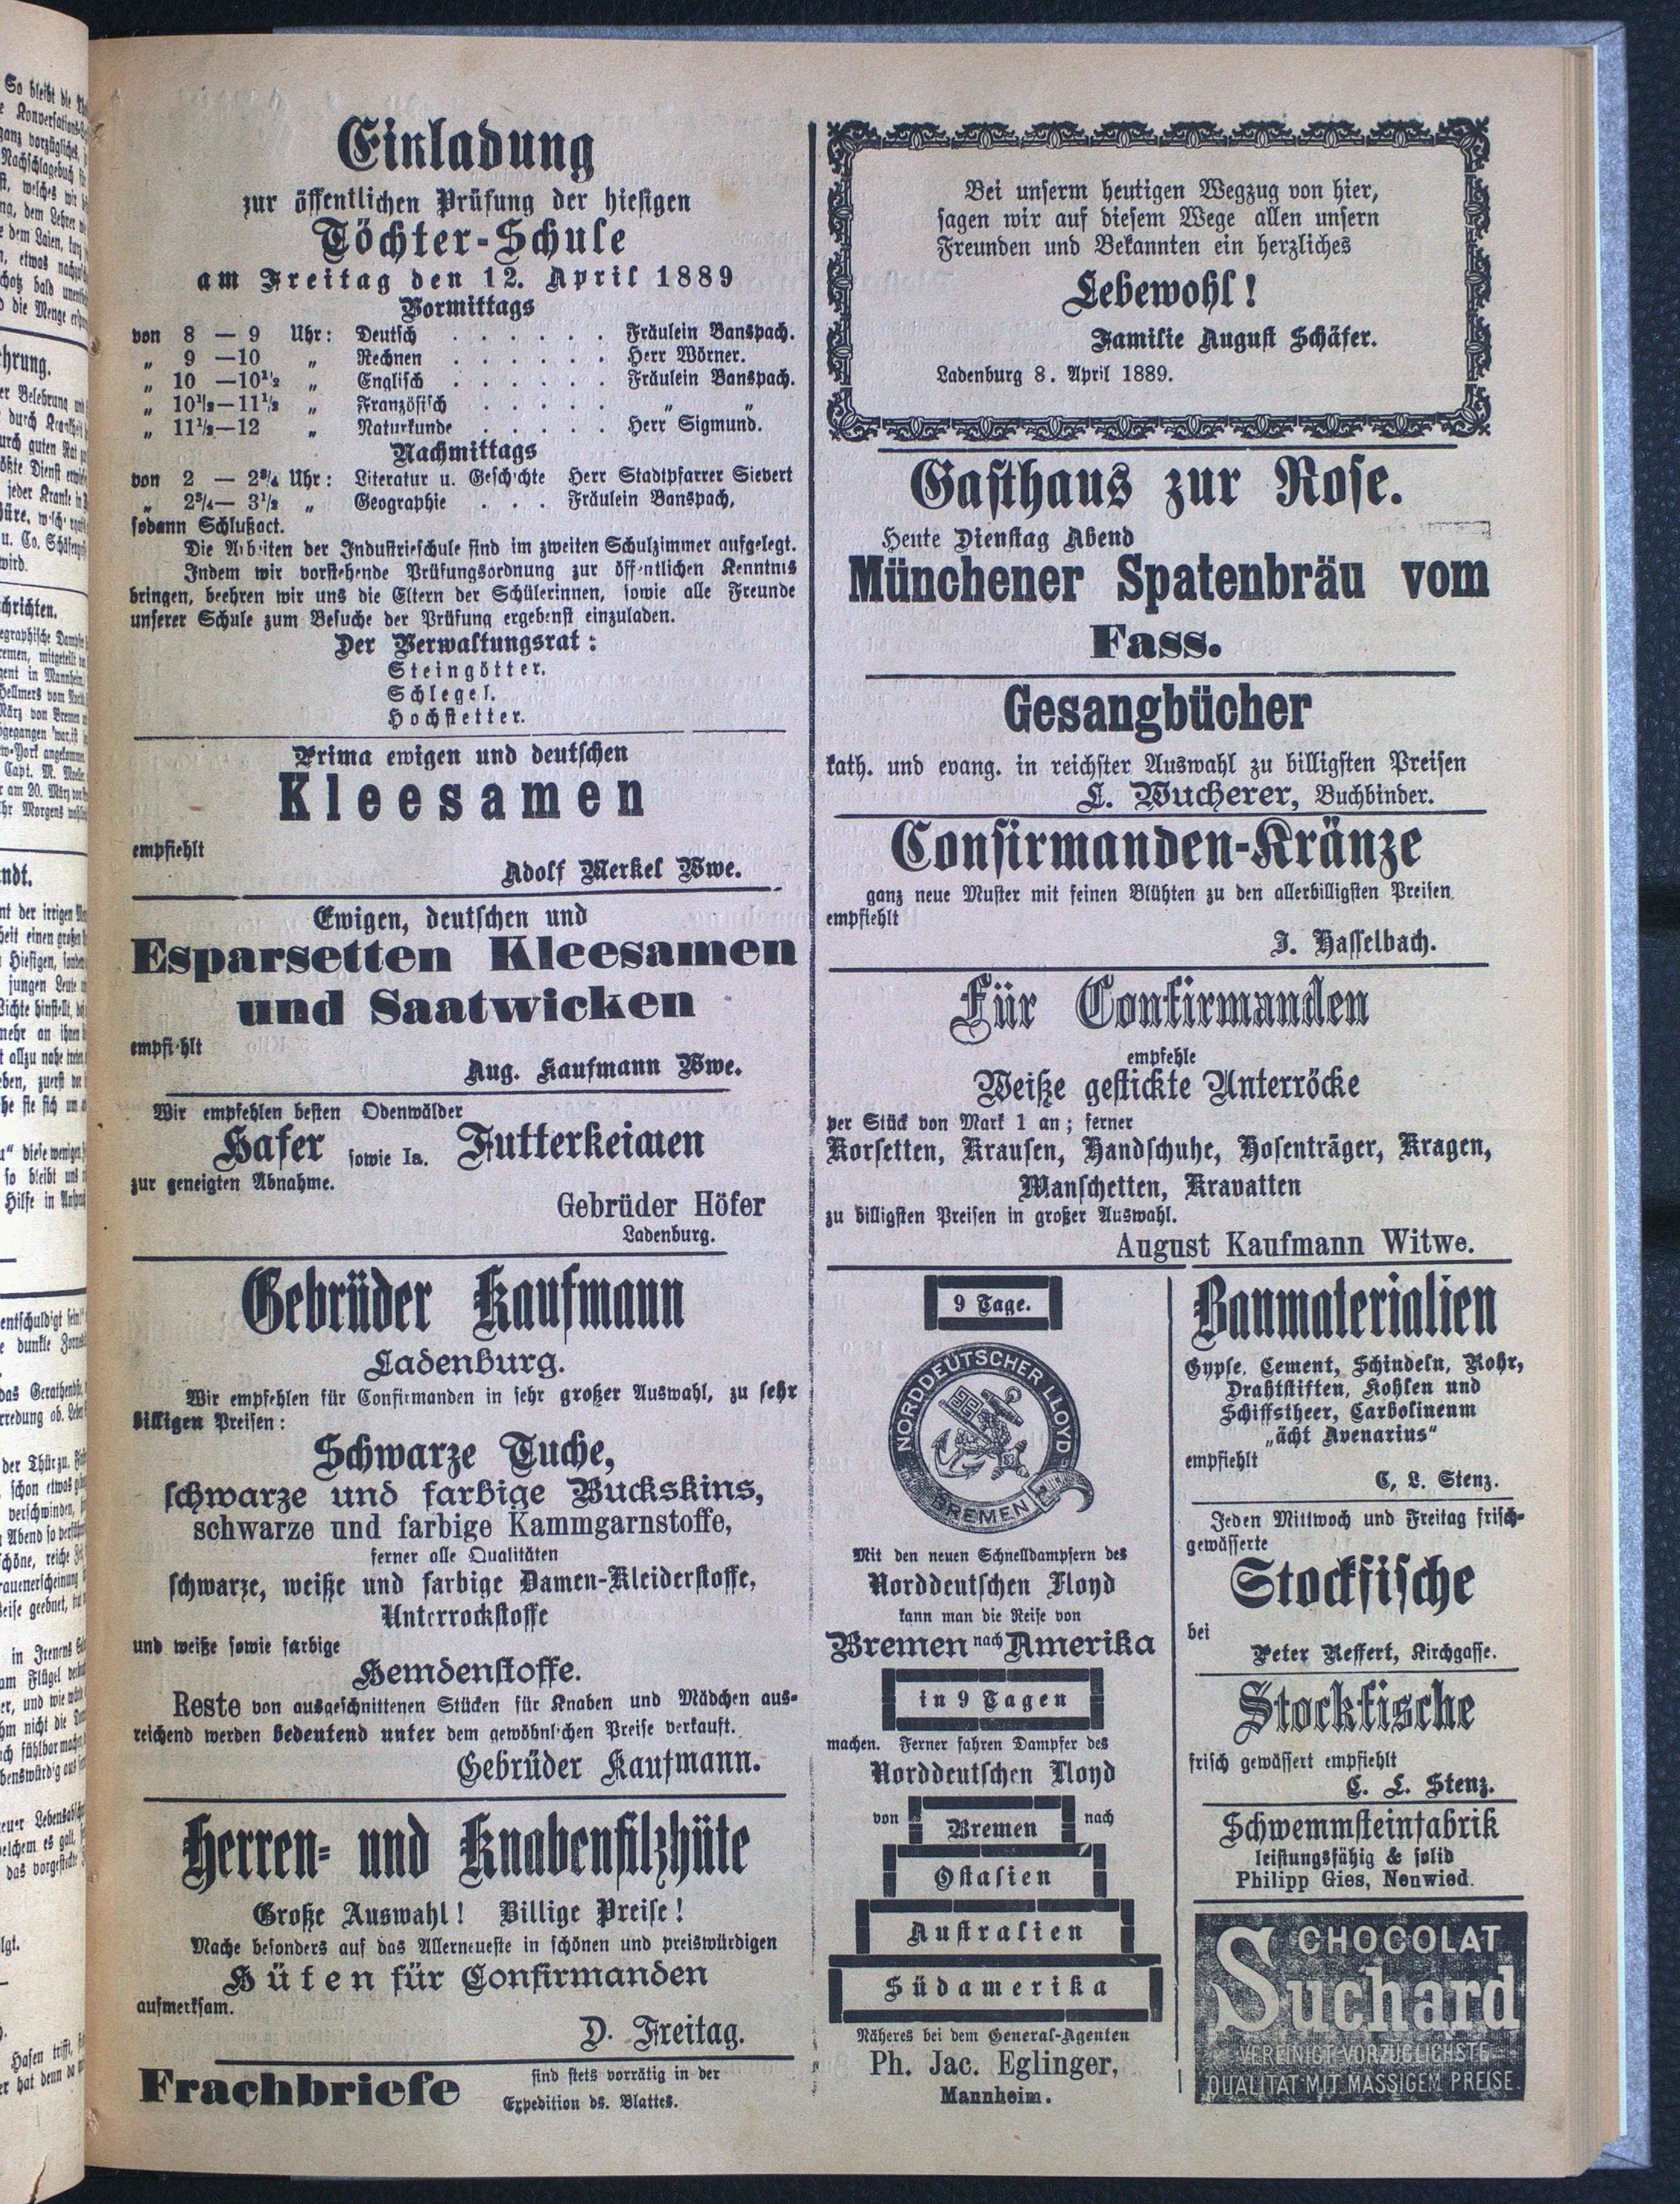 Einladung
zur öffentlichen Prüfung der hiesigen
Töchter-Schule
am Freitag den 12. April 1889
Vormittags
von 8 — 9 Uhr: Deutsch . . . . . . Fräulein Banspach.
„ 9 —10 „ Rechnen . . . . . . Herr Wörner.
„ 10 —10½ „ Englisch . . . . . . Fräulein Banspach.
„ 10½—11½ „ Französisch . . . . . „ „
„ 11½—12 „ Naturkunde . . . . . Herr Sigmund.
Nachmittags
von 2 — 2¾ Uhr: Literatur u. Geschichte Herr Stadtpfarrer Sievert
„ 2¾— 3½ „ Geographie . . . Fräulein Banspach,
sodann Schlußact.
Die Arbeiten der Industrieschule sind im zweiten Schulzimmer aufgelegt.
Indem wir vorstehende Prüfungsordnung zur öffentlichen Kenntnis
bringen, beehren wir uns die Eltern der Schülerinnen, sowie alle Freunde
unserer Schule zum Besuche der Prüfung ergebenst einzuladen.
Der Verwaltungsrat:
Steingötter.
Schlegel.
Hochstetter.
Prima ewigen und deutschen
Kleesamen
empfiehlt
Adolf Merkel Wwe.
Ewigen, deutschen und
Esparsetten Kleesamen
und Saatwicken
empfiehlt
Aug. Kaufmann Wwe.
Wir empfehlen besten Odenwälder
Hafer sowie Ia. Futterkeimen
zur geneigten Abnahme.
Gebrüder Höfer
Ladenburg.
Gebrüder Kaufmann
Ladenburg.
Wir empfehlen für Confirmanden in sehr großer Auswahl, zu sehr
billigen Preisen:
Schwarze Tuche,
schwarze und farbige Buckskins,
schwarze und farbige Kammgarnstoffe,
ferner alle Qualitäten
schwarze, weiße und farbige Damen-Kleiderstoffe,
Unterrockstoffe
und weiße sowie farbige
Hemdenstoffe.
Reste von ausgeschnittenen Stücken für Knaben und Mädchen aus-
reichend werden bedeutend unter dem gewöhnlichen Preise verkauft.
Gebrüder Kaufmann.
Herren- und Knabenfilzhüte
Große Auswahl! Billige Preise!
Mache besonders auf das Allerneueste in schönen und preiswürdigen
Hüten für Confirmanden
aufmerksam.
D. Freitag.
Frachbriefe sind stets vorrätig in der
Expedition ds. Blattes.
Bei unserm heutigen Wegzug von hier,
sagen wir auf diesem Wege allen unsern
Freunden und Bekannten ein herzliches
Lebewohl!
Familie August Schäfer.
Ladenburg 8. April 1889.
Gasthaus zur Rose.
Heute Dienstag Abend
Münchener Spatenbräu vom
Fass.
Gesangbücher
kath. und evang. in reichster Auswahl zu billigsten Preisen
L. Wucherer, Buchbinder.
Confirmanden-Kränze
ganz neue Muster mit feinen Blühten zu den allerbilligsten Preisen
empfiehlt
J. Hasselbach.
Für Confirmanden
empfehle
Weiße gestickte Unterröcke
per Stück von Mark 1 an; ferner
Korsetten, Krausen, Handschuhe, Hosenträger, Kragen,
Manschetten, Kravatten
zu billigsten Preisen in großer Auswahl.
August Kaufmann Witwe.
9 Tage.
NORDDEUTSCHER LLOYD
BREMEN
Mit den neuen Schnelldampfern des
Norddeutschen Lloyd
kann man die Reise von
Bremen nach Amerika
in 9 Tagen
machen. Ferner fahren Dampfer des
Norddeutschen Lloyd
von Bremen nach
Ostasien
Australien
Südamerika
Näheres bei dem General-Agenten
Ph. Jac. Eglinger,
Mannheim.
Baumaterialien
Gypse, Cement, Schindeln, Rohr,
Drahtstiften, Kohlen und
Schiffstheer, Carbolineum
„ächt Avenarius“
empfiehlt
C. L. Stenz.
Jeden Mittwoch und Freitag frisch-
gewässerte
Stockfische
bei
Peter Reffert, Kirchgasse.
Stockfische
frisch gewässert empfiehlt
C. L. Stenz.
Schwemmsteinfabrik
leistungsfähig & solid
Philipp Gies, Neuwied.
CHOCOLAT
Suchard
VEREINIGT VORZÜGLICHSTE
QUALITÄT MIT MÄSSIGEM PREISE